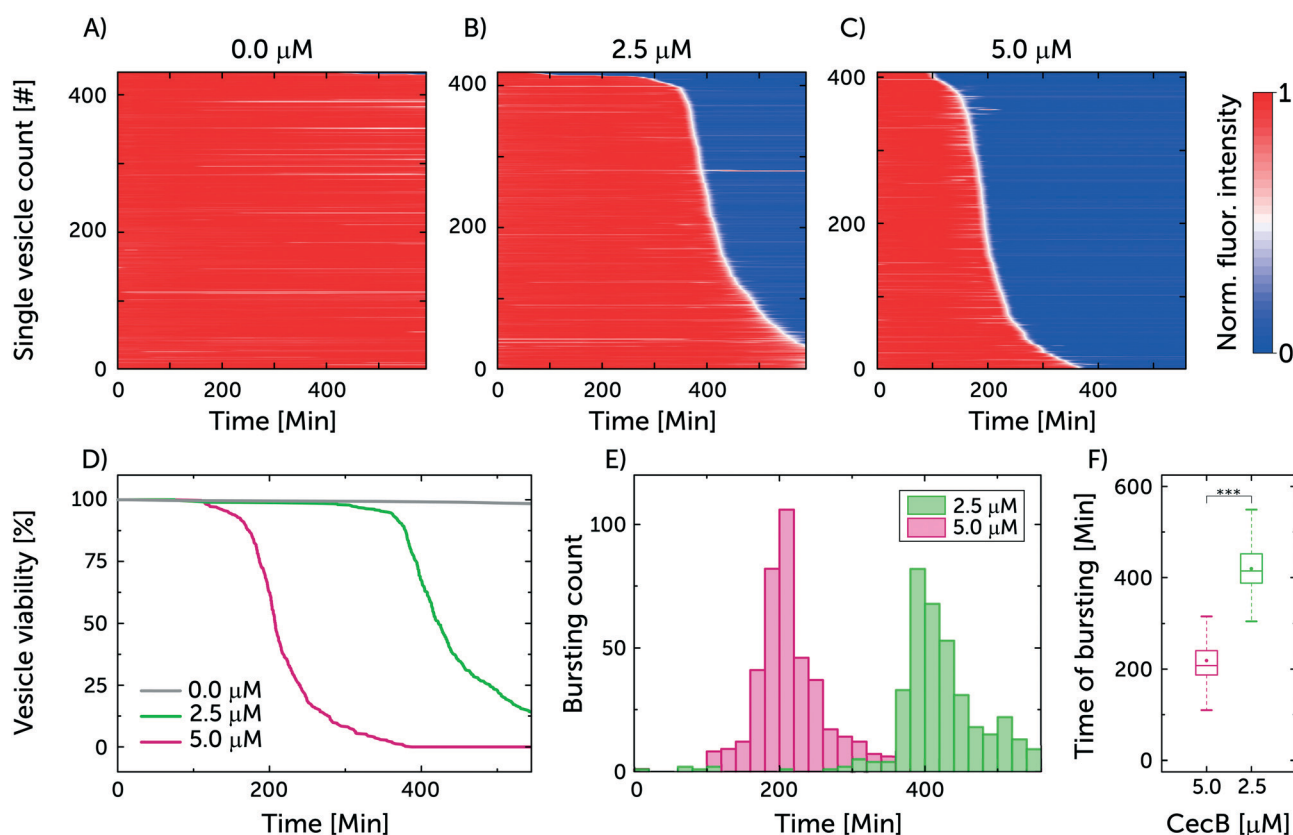 A)
0.0 μM
B)
2.5 μM
C)
5.0 μM
Single vesicle count [#]
400
200
0
0 200 400
Time [Min]
400
200
0
0 200 400
Time [Min]
400
200
0
0 200 400
Time [Min]
Norm. fluor. intensity
1
0
D)
Vesicle viability [%]
100
75
50
25
0
0.0 μM
2.5 μM
5.0 μM
200 400
Time [Min]
E)
Bursting count
100
50
0
2.5 μM
5.0 μM
0 200 400
Time [Min]
F)
Time of bursting [Min]
600
400
200
0
***
5.0 2.5
CecB [μM]